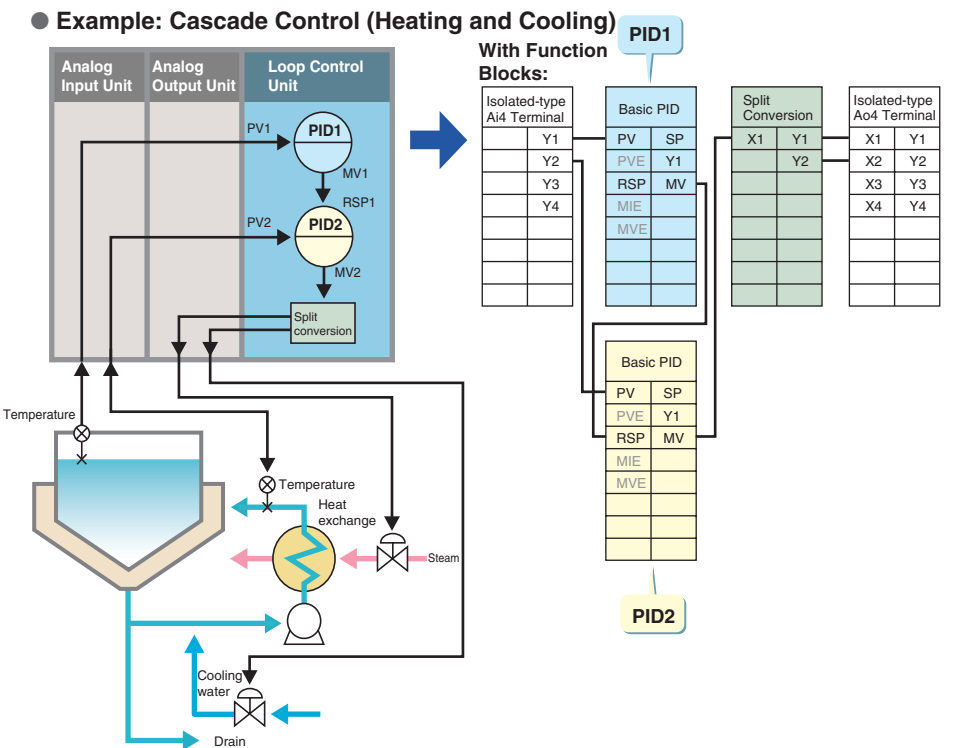 ● Example: Cascade Control (Heating and Cooling)
Analog
Input Unit
Analog
Output Unit
Loop Control
Unit
PV1
PID1
MV1
RSP1
PV2
PID2
MV2
Split
conversion
Temperature
Temperature
Heat
exchange
Steam
Cooling
water
Drain
With Function
Blocks:
PID1
Isolated-type
Ai4 Terminal
Y1
Y2
Y3
Y4
Basic PID
PV SP
PVE Y1
RSP MV
MIE
MVE
Split
Conversion
X1 Y1
Y2
Isolated-type
Ao4 Terminal
X1 Y1
X2 Y2
X3 Y3
X4 Y4
Basic PID
PV SP
PVE Y1
RSP MV
MIE
MVE
PID2